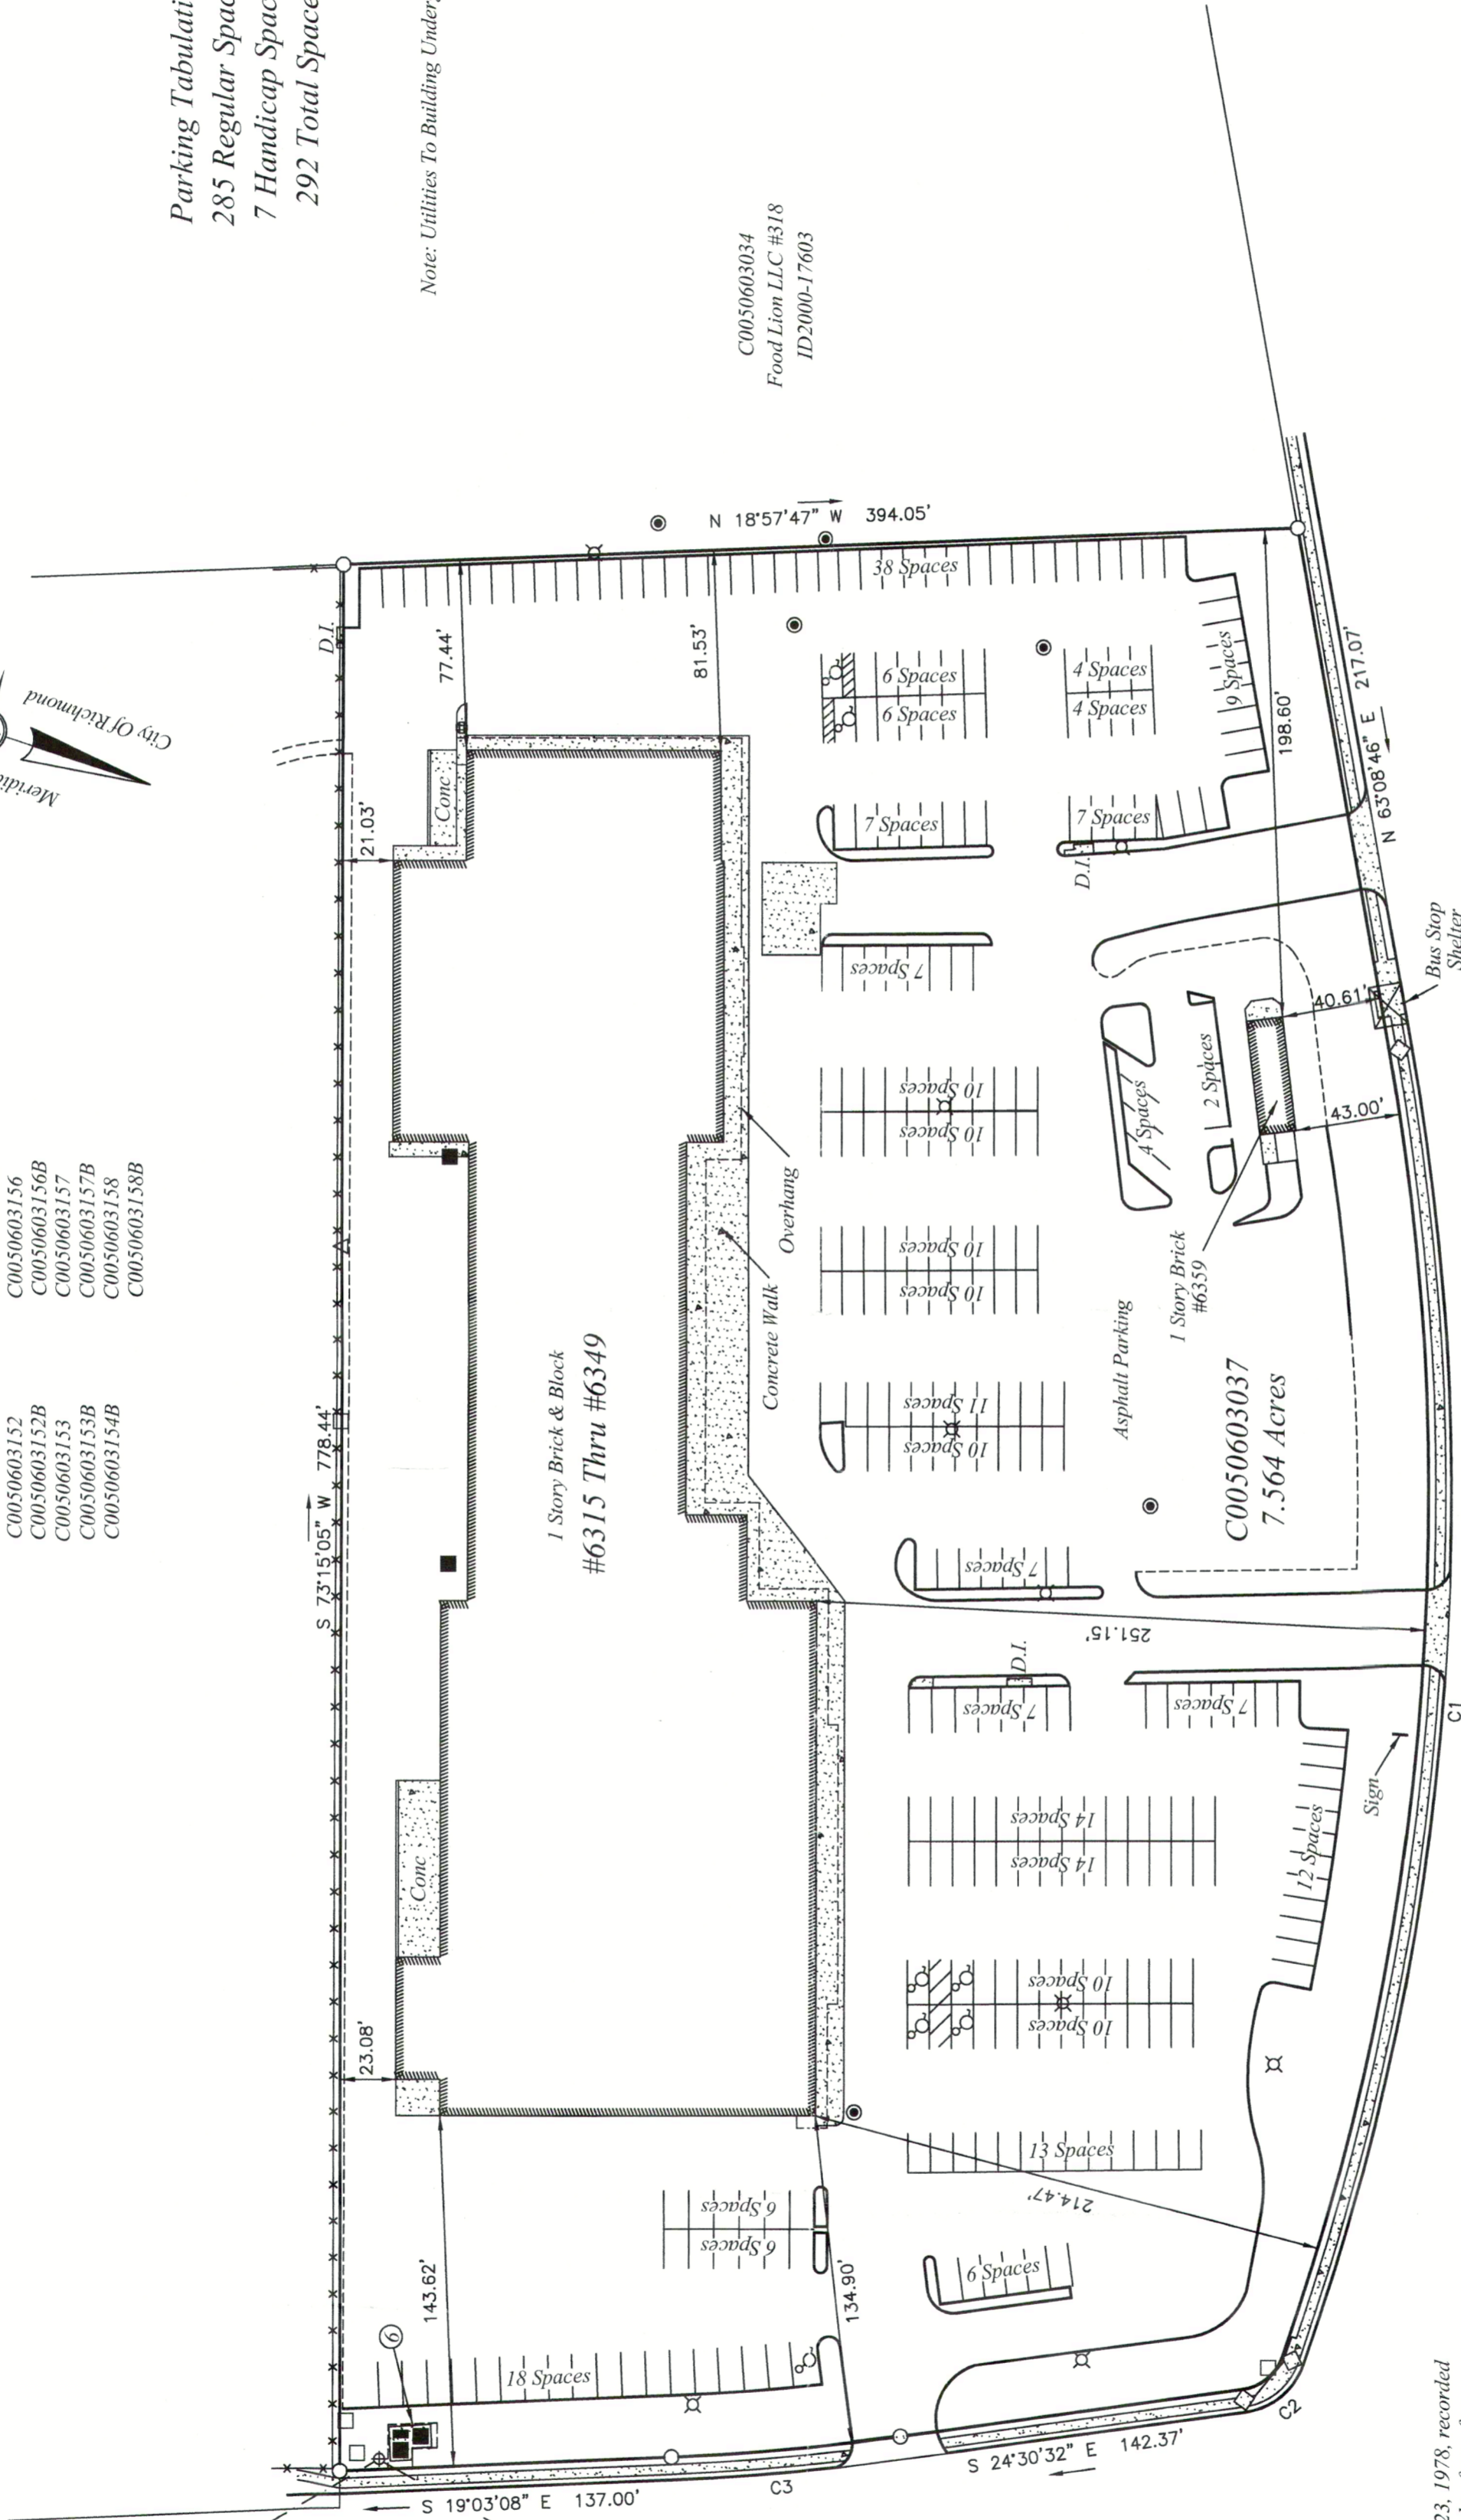 Parking Tabulati
285 Regular Spac
7 Handicap Spac
292 Total Space
Note: Utilities To Building Under
C0050603034
Food Lion LLC #318
ID2000-17603
City Of Richmond
Meridi
C0050603156
C0050603156B
C0050603157
C0050603157B
C0050603158
C0050603158B
C0050603152
C0050603152B
C0050603153
C0050603153B
C0050603154B
N 18°57'47" W 394.05'
38 Spaces
D.I.
77.44'
81.53'
6 Spaces
6 Spaces
4 Spaces
4 Spaces
9 Spaces
198.60'
N 63°08'46" E 217.07'
Conc
21.03'
7 Spaces
7 Spaces
D.I.
7 Spaces
Bus Stop
Shelter
40.61'
2 Spaces
4 Spaces
43.00'
10 Spaces
10 Spaces
Overhang
Concrete Walk
10 Spaces
10 Spaces
1 Story Brick
#6359
Asphalt Parking
11 Spaces
10 Spaces
C0050603037
7.564 Acres
1 Story Brick & Block
#6315 Thru #6349
S 73°15'05" W 778.44'
7 Spaces
251.15'
D.I.
7 Spaces
7 Spaces
C1
Sign
12 Spaces
14 Spaces
14 Spaces
Conc
10 Spaces
10 Spaces
23.08'
13 Spaces
214.47'
6 Spaces
6 Spaces
6 Spaces
143.62'
134.90'
18 Spaces
6
C2
S 24°30'32" E 142.37'
C3
S 19°03'08" E 137.00'
23, 1978, recorded